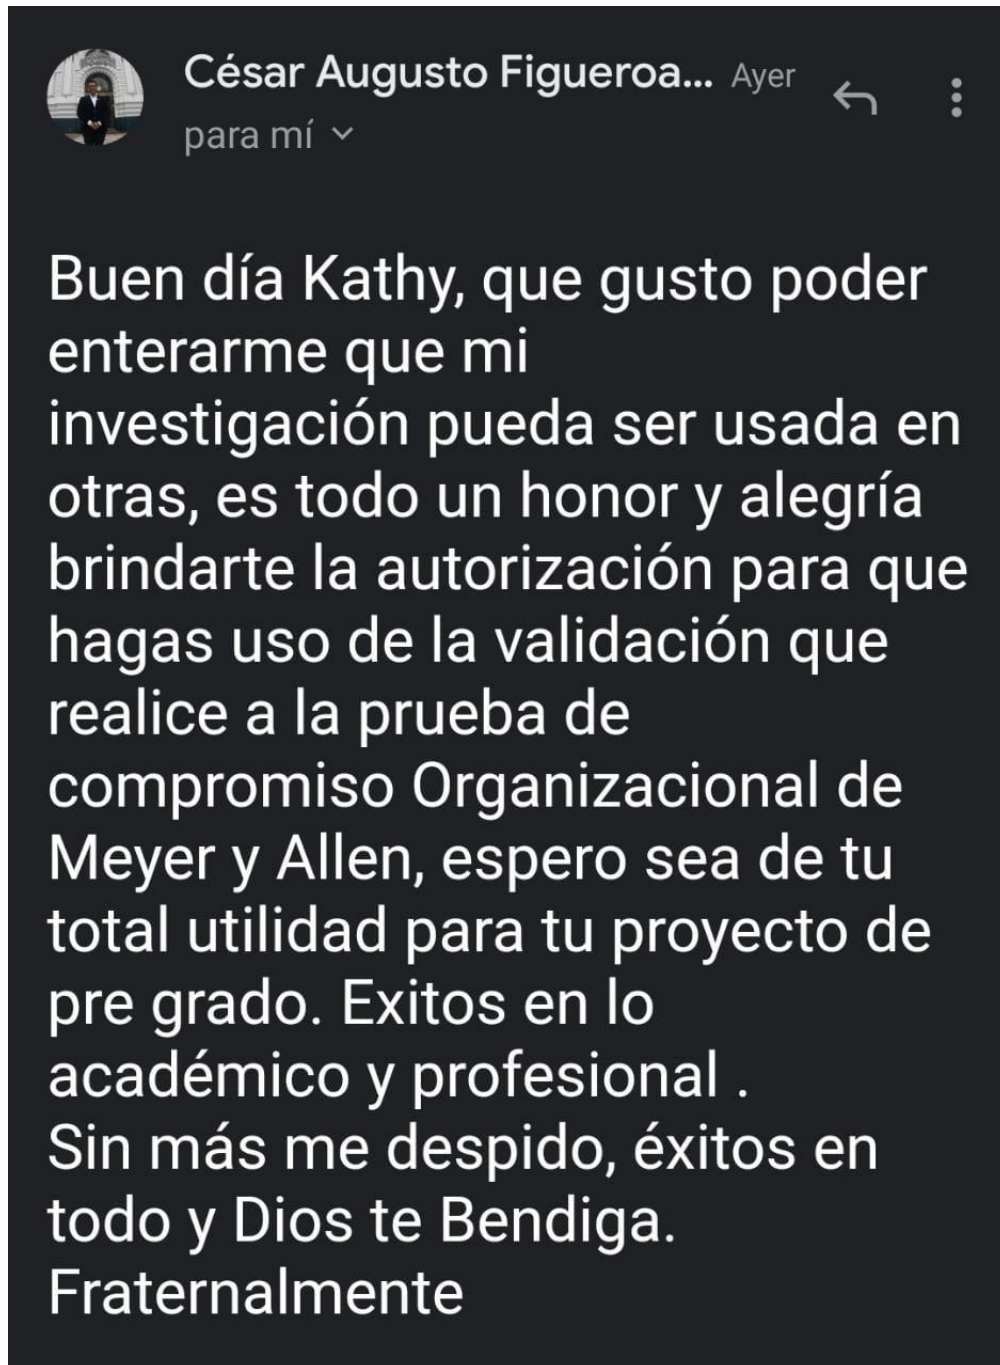 César Augusto Figueroa... Ayer
para mí
Buen día Kathy, que gusto poder
enterarme que mi
investigación pueda ser usada en
otras, es todo un honor y alegría
brindarte la autorización para que
hagas uso de la validación que
realice a la prueba de
compromiso Organizacional de
Meyer y Allen, espero sea de tu
total utilidad para tu proyecto de
pre grado. Exitos en lo
académico y profesional .
Sin más me despido, éxitos en
todo y Dios te Bendiga.
Fraternalmente